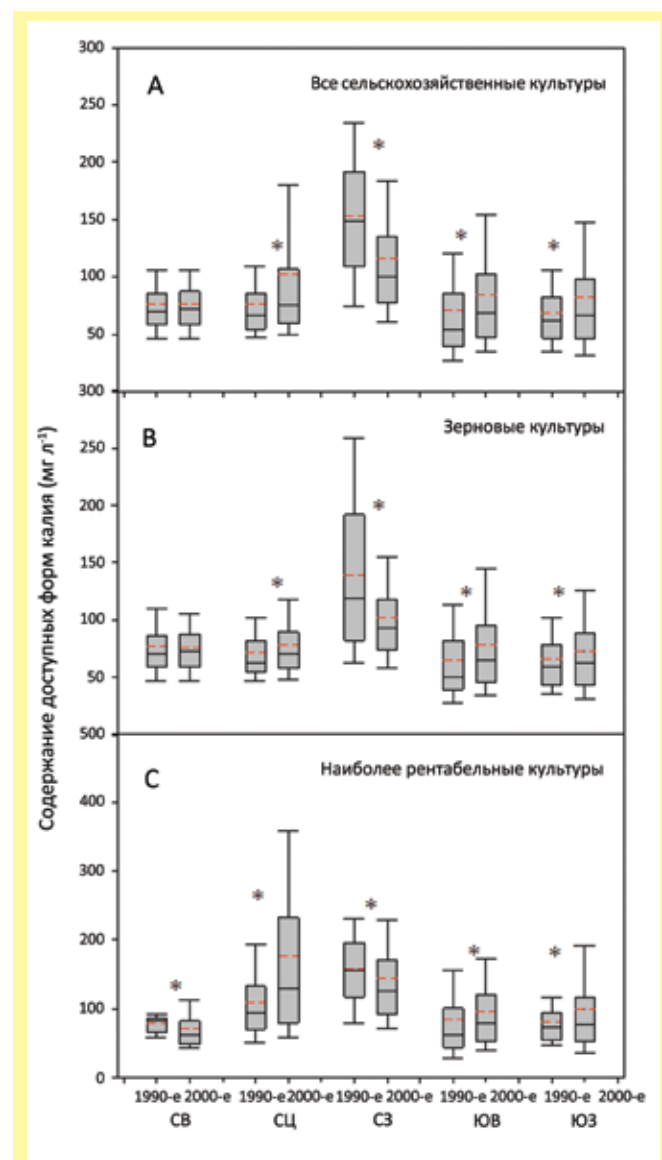 Содержание доступных форм калия (мг л⁻¹)
300
A
Все сельскохозяйственные культуры
250
*
200
150
* * *
100
50
300
B
Зерновые культуры
250
*
200
150
* * *
100
50
500
C
Наиболее рентабельные культуры
400
300
* * * * *
200
100
0
1990-е 2000-е 1990-е 2000-е 1990-е 2000-е 1990-е 2000-е 1990-е 2000-е
СВ СЦ СЗ ЮВ ЮЗ